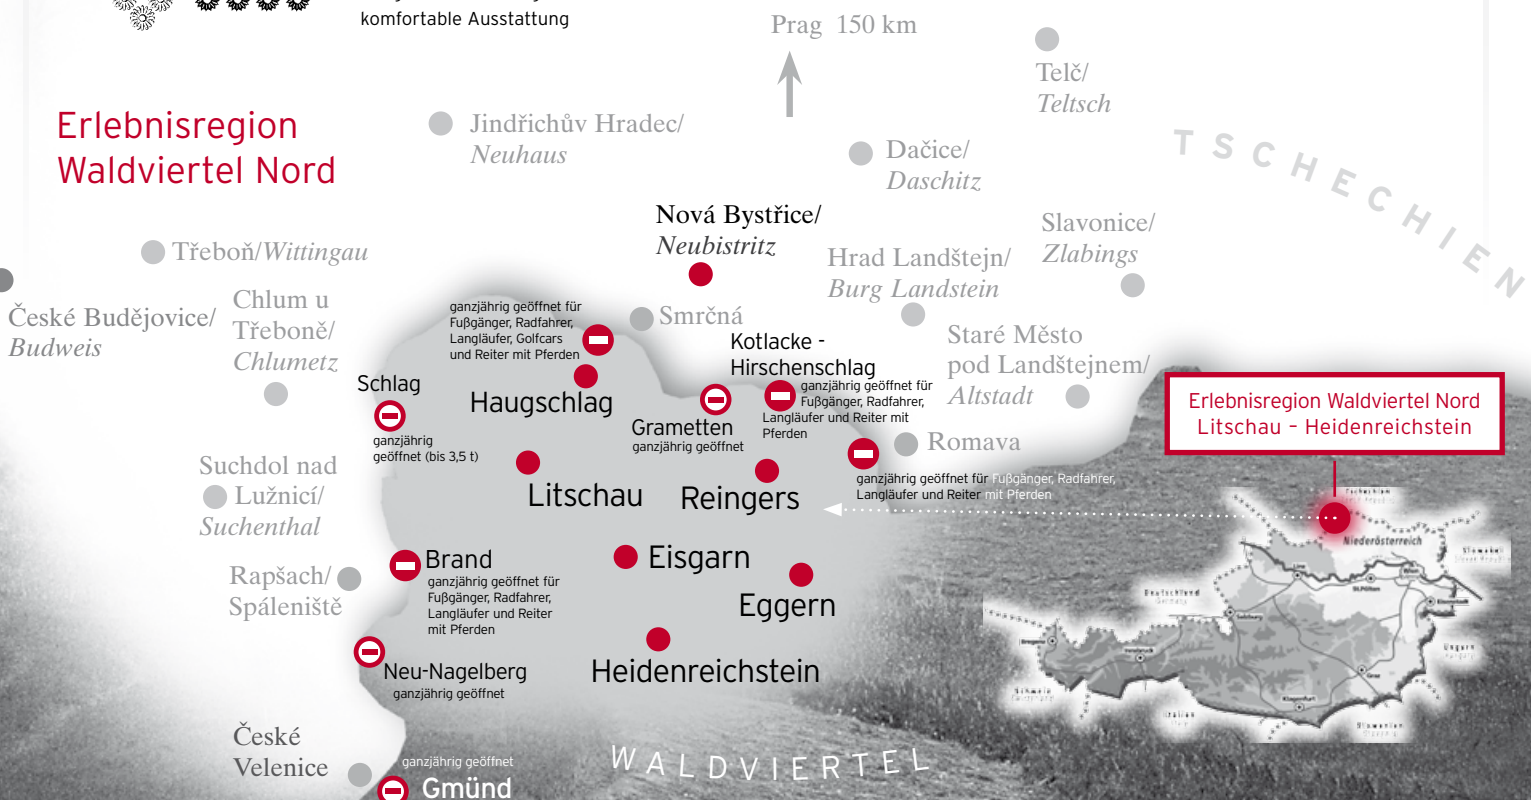 komfortable Ausstattung
Prag 150 km
Telč/
Teltsch
Erlebnisregion
Waldviertel Nord
Jindřichův Hradec/
Neuhaus
Dačice/
Daschitz
TSCHECHIEN
Nová Bystřice/
Neubistritz
Slavonice/
Zlabings
Třeboň/Wittingau
Hrad Landštejn/
Burg Landstein
České Budějovice/
Budweis
Chlum u
Třeboně/
Chlumetz
ganzjährig geöffnet für
Fußgänger, Radfahrer,
Langläufer, Golfcars
und Reiter mit Pferden
Smrčná
Staré Město
pod Landštejnem/
Altstadt
Kotlacke -
Hirschenschlag
ganzjährig geöffnet für
Fußgänger, Radfahrer,
Langläufer und Reiter mit
Pferden
Schlag
ganzjährig
geöffnet (bis 3,5 t)
Haugschlag
Grametten
ganzjährig geöffnet
Romava
Erlebnisregion Waldviertel Nord
Litschau – Heidenreichstein
ganzjährig geöffnet für Fußgänger, Radfahrer,
Langläufer und Reiter mit Pferden
Suchdol nad
Lužnicí/
Suchenthal
Litschau
Reingers
Niederösterreich
Brand
ganzjährig geöffnet für
Fußgänger, Radfahrer,
Langläufer und Reiter
mit Pferden
Eisgarn
Rapšach/
Spáleniště
Eggern
Deutschland
Germany
Salzburg
Neu-Nagelberg
ganzjährig geöffnet
Heidenreichstein
Graz
Klagenfurt
České
Velenice
ganzjährig geöffnet
Gmünd
WALDVIERTEL